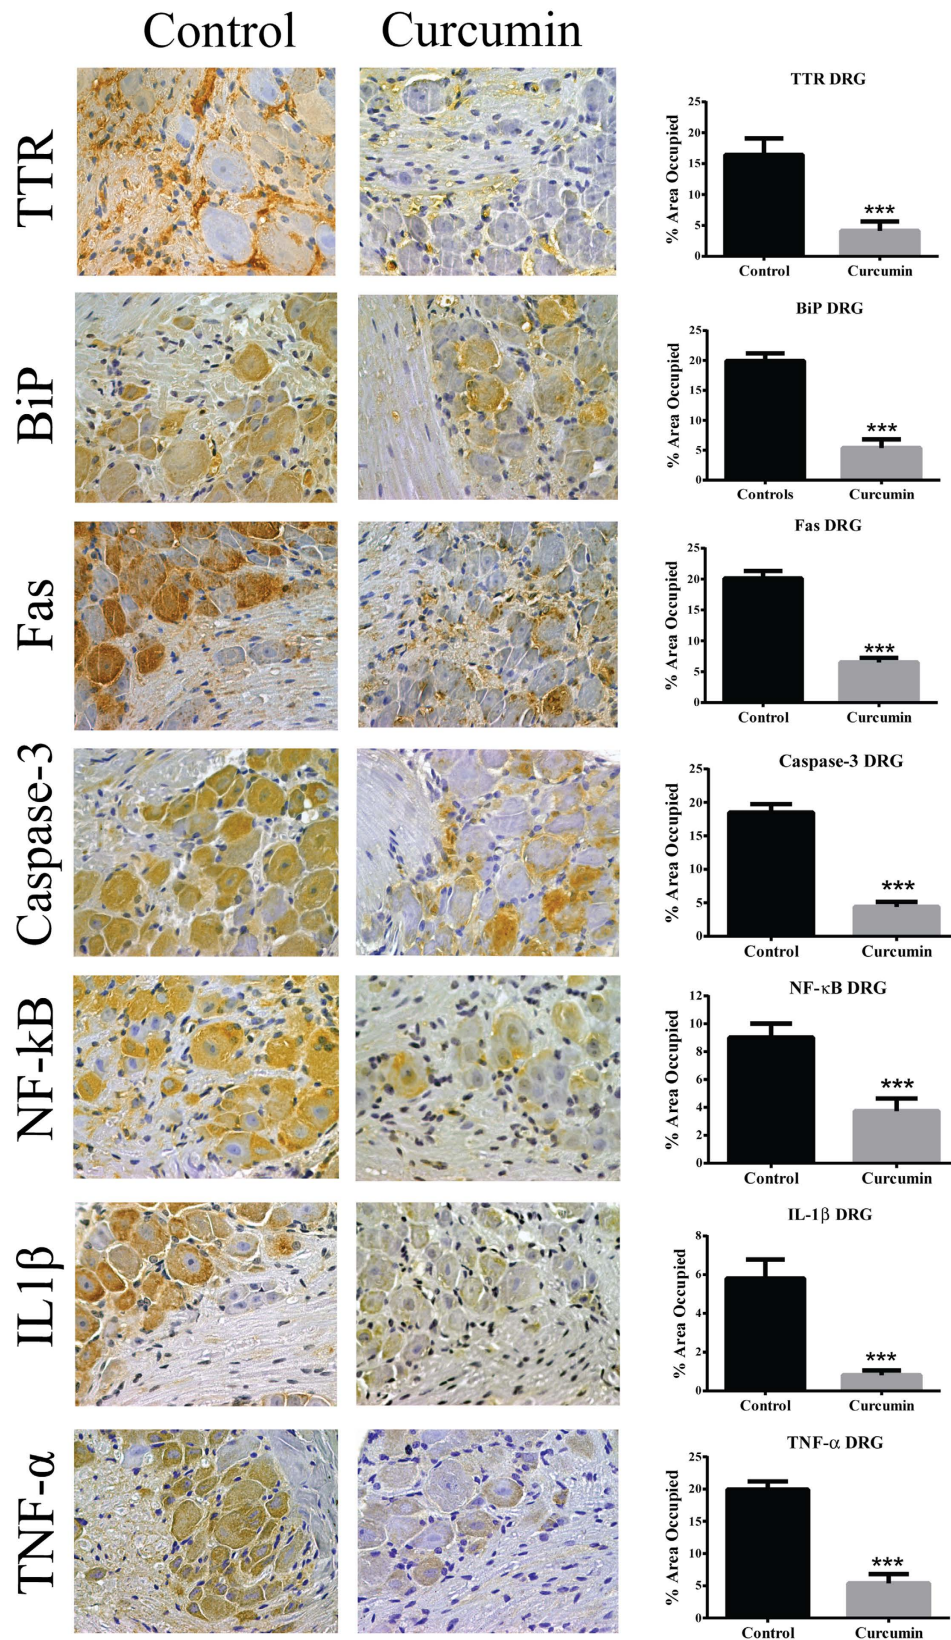 Control Curcumin
TTR
TTR DRG
% Area Occupied
25
20
15
10
5
0
***
Control Curcumin
BiP
BiP DRG
% Area Occupied
25
20
15
10
5
0
***
Controls Curcumin
Fas
Fas DRG
% Area Occupied
25
20
15
10
5
0
***
Control Curcumin
Caspase-3
Caspase-3 DRG
% Area Occupied
25
20
15
10
5
0
***
Control Curcumin
NF-kB
NF-κB DRG
% Area Occupied
12
10
8
6
4
2
0
***
Control Curcumin
IL1β
IL-1β DRG
% Area Occupied
8
6
4
2
0
***
Control Curcumin
TNF-α
TNF-α DRG
% Area Occupied
25
20
15
10
5
0
***
Control Curcumin